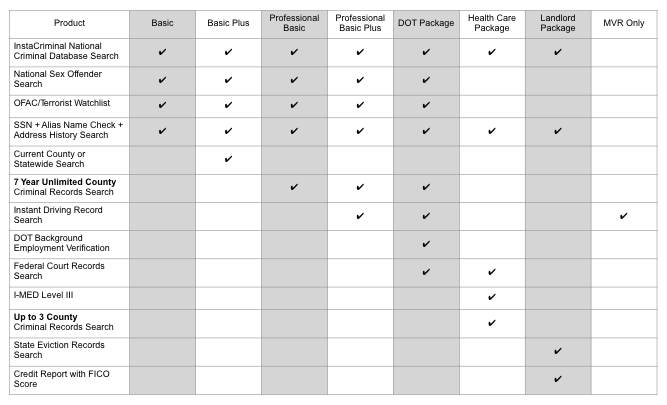 Product Basic Basic Plus Professional Basic Professional Basic Plus DOT Package Health Care Package Landlord Package MVR Only
InstaCriminal National
Criminal Database Search ✔ ✔ ✔ ✔ ✔ ✔ ✔
National Sex Offender
Search ✔ ✔ ✔ ✔ ✔
OFAC/Terrorist Watchlist ✔ ✔ ✔ ✔ ✔
SSN + Alias Name Check +
Address History Search ✔ ✔ ✔ ✔ ✔ ✔ ✔
Current County or
Statewide Search ✔
7 Year Unlimited County
Criminal Records Search ✔ ✔ ✔
Instant Driving Record
Search ✔ ✔ ✔
DOT Background
Employment Verification ✔
Federal Court Records
Search ✔ ✔
I-MED Level III ✔
Up to 3 County
Criminal Records Search ✔
State Eviction Records
Search ✔
Credit Report with FICO
Score ✔